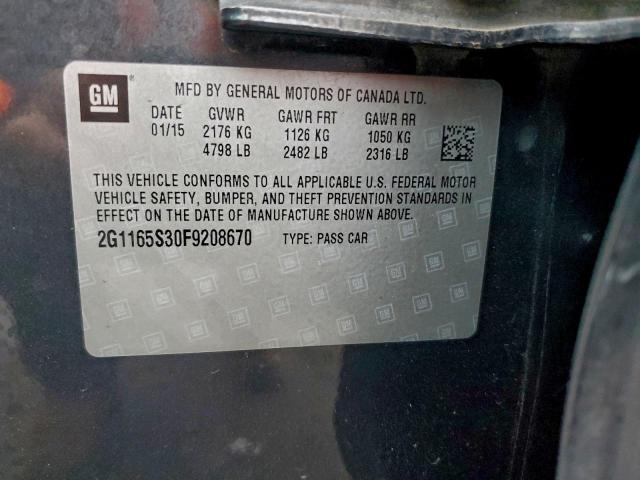 GM® MFD BY GENERAL MOTORS OF CANADA LTD.
DATE GVWR GAWR FRT GAWR RR
01/15 2176 KG 1126 KG 1050 KG
4798 LB 2482 LB 2316 LB
THIS VEHICLE CONFORMS TO ALL APPLICABLE U.S. FEDERAL MOTOR
VEHICLE SAFETY, BUMPER, AND THEFT PREVENTION STANDARDS IN
EFFECT ON THE DATE OF MANUFACTURE SHOWN ABOVE.
2G1165S30F9208670 TYPE: PASS CAR